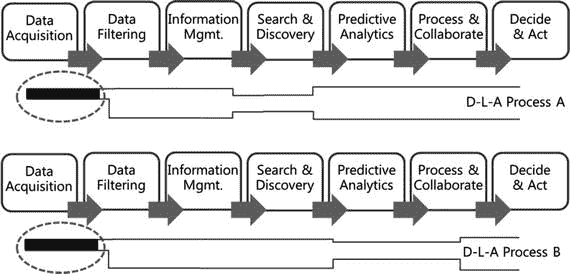 Data Acquisition
Data Filtering
Information Mgmt.
Search & Discovery
Predictive Analytics
Process & Collaborate
Decide & Act
D-L-A Process A
Data Acquisition
Data Filtering
Information Mgmt.
Search & Discovery
Predictive Analytics
Process & Collaborate
Decide & Act
D-L-A Process B